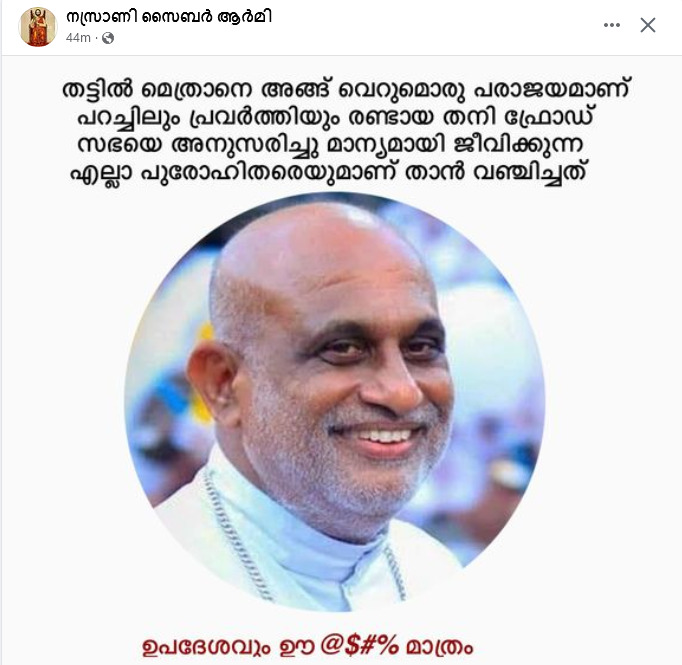 നസ്രാണി സൈബർ ആർമി
44m
തട്ടിൽ മെത്രാനെ അങ്ങ് വെറുമൊരു പരാജയമാണ്
പറച്ചിലും പ്രവർത്തിയും രണ്ടായ തനി ഫ്രോഡ്
സഭയെ അനുസരിച്ചു മാന്യമായി ജീവിക്കുന്ന
എല്ലാ പുരോഹിതരെയുമാണ് താൻ വഞ്ചിച്ചത്
ഉപദേശവും ഊ @$#% മാത്രം